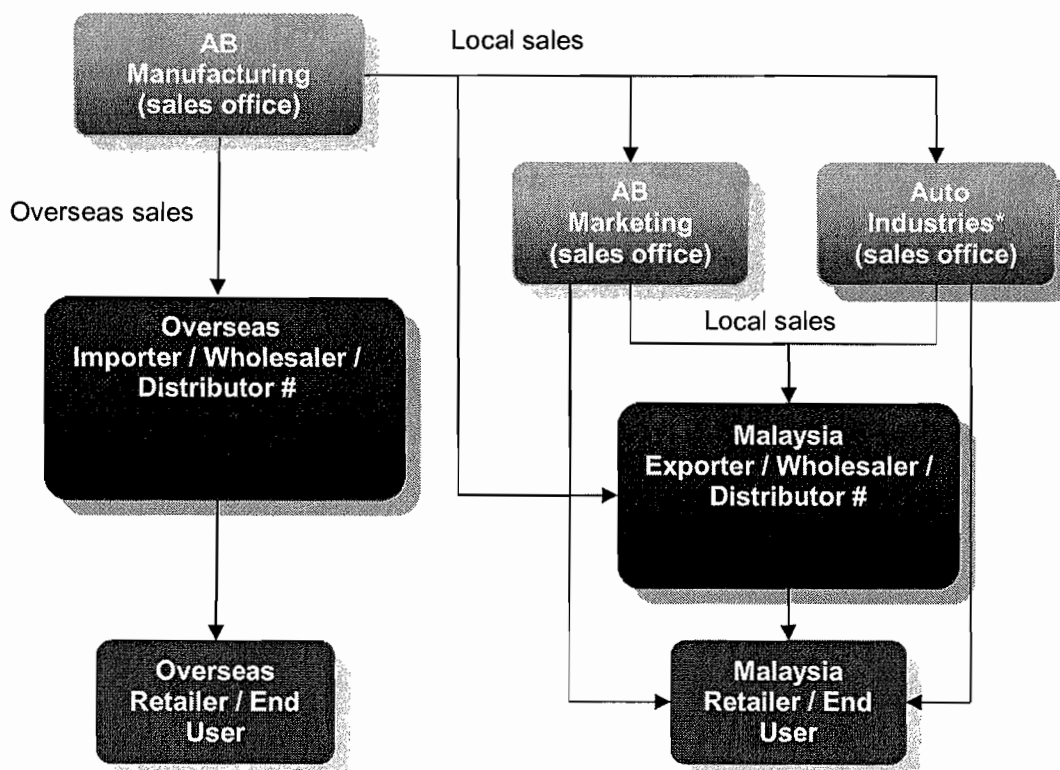 AB
Manufacturing
(sales office)
Local sales
Overseas sales
AB
Marketing
(sales office)
Auto
Industries*
(sales office)
Local sales
Overseas
Importer / Wholesaler /
Distributor #
Malaysia
Exporter / Wholesaler /
Distributor #
Overseas
Retailer / End
User
Malaysia
Retailer / End
User